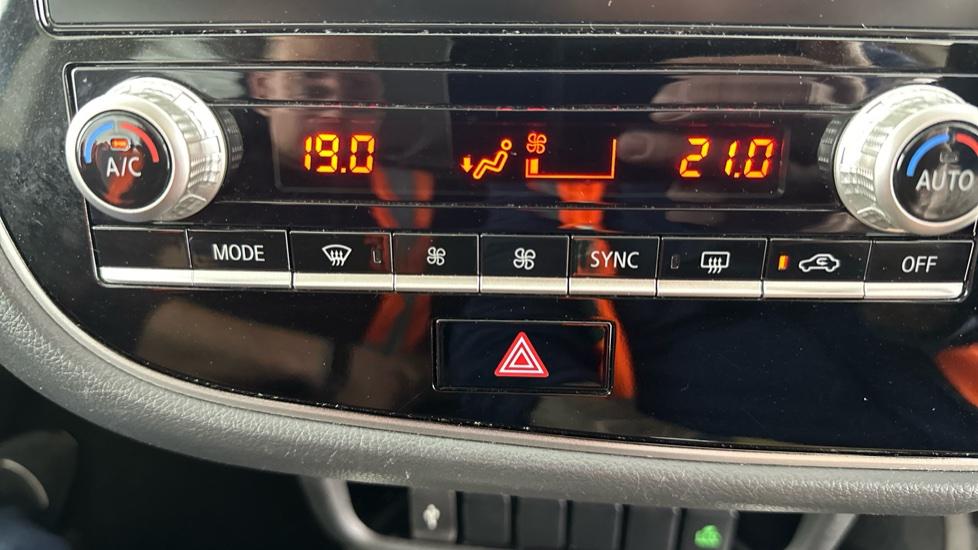 19.0 21.0
A/C AUTO
MODE SYNC OFF